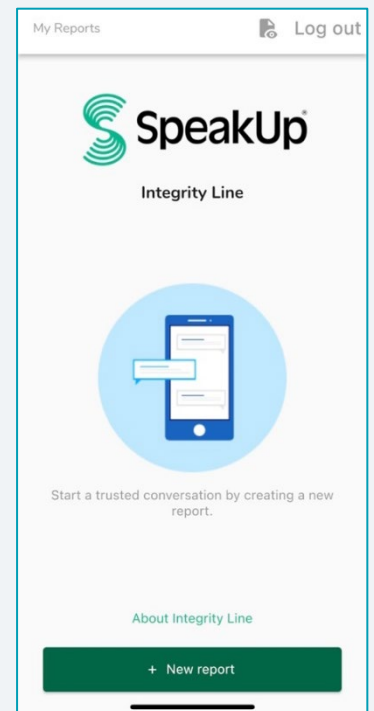 My Reports
Log out
SpeakUp®
Integrity Line
Start a trusted conversation by creating a new
report.
About Integrity Line
+ New report